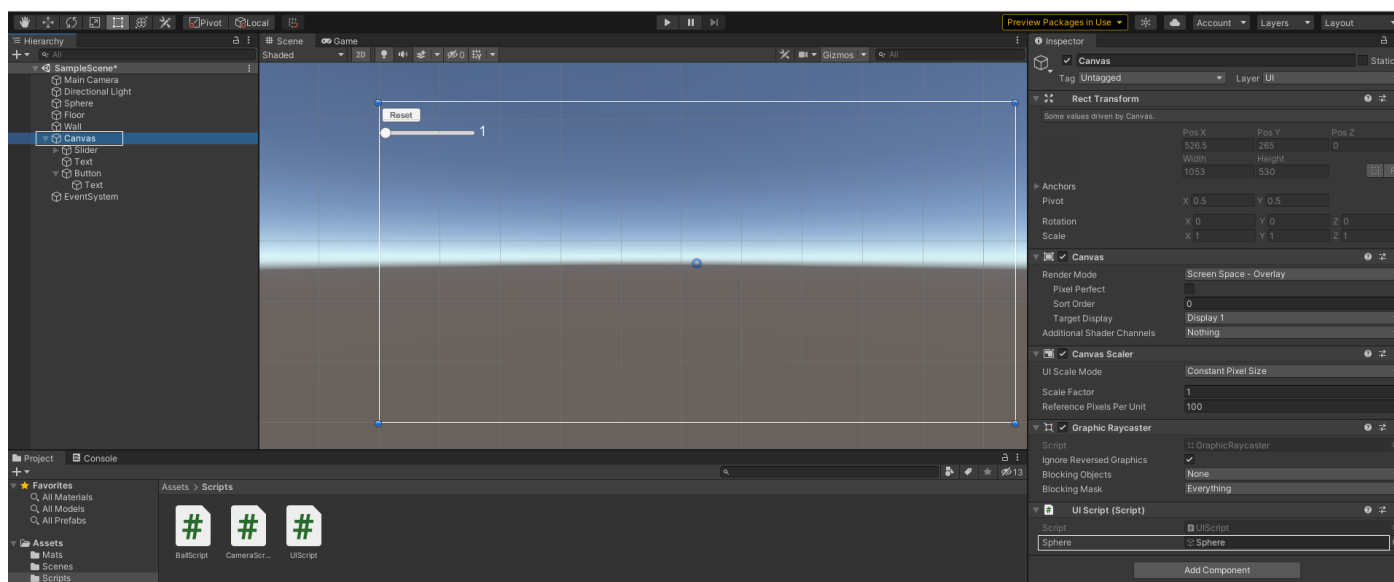 Pivot Local Preview Packages in Use Account Layers Layout
Hierarchy
All
SampleScene*
Main Camera
Directional Light
Sphere
Floor
Wall
Canvas
Slider
Text
Button
Text
EventSystem
Scene Game
Shaded 2D 0 Gizmos All
Reset
1
Inspector
Canvas Static
Tag Untagged Layer UI
Rect Transform
Some values driven by Canvas.
Pos X Pos Y Pos Z
526.5 265 0
Width Height
1053 530
Anchors
Pivot X 0.5 Y 0.5
Rotation X 0 Y 0 Z 0
Scale X 1 Y 1 Z 1
Canvas
Render Mode Screen Space - Overlay
Pixel Perfect
Sort Order 0
Target Display Display 1
Additional Shader Channels Nothing
Canvas Scaler
UI Scale Mode Constant Pixel Size
Scale Factor 1
Reference Pixels Per Unit 100
Graphic Raycaster
Script GraphicRaycaster
Ignore Reversed Graphics
Blocking Objects None
Blocking Mask Everything
# UI Script (Script)
Script UIScript
Sphere Sphere
Add Component
Project Console
13
Favorites
All Materials
All Models
All Prefabs
Assets
Mats
Scenes
Scripts
Assets > Scripts
# # #
BallScript CameraScr... UIScript